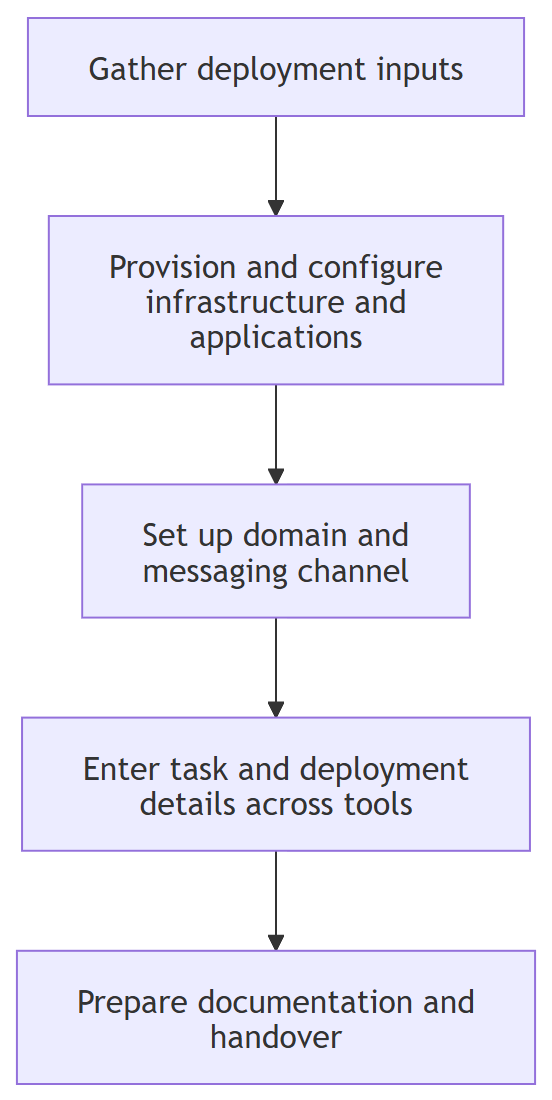 Gather deployment inputs
Provision and configure
infrastructure and
applications
Set up domain and
messaging channel
Enter task and deployment
details across tools
Prepare documentation and
handover